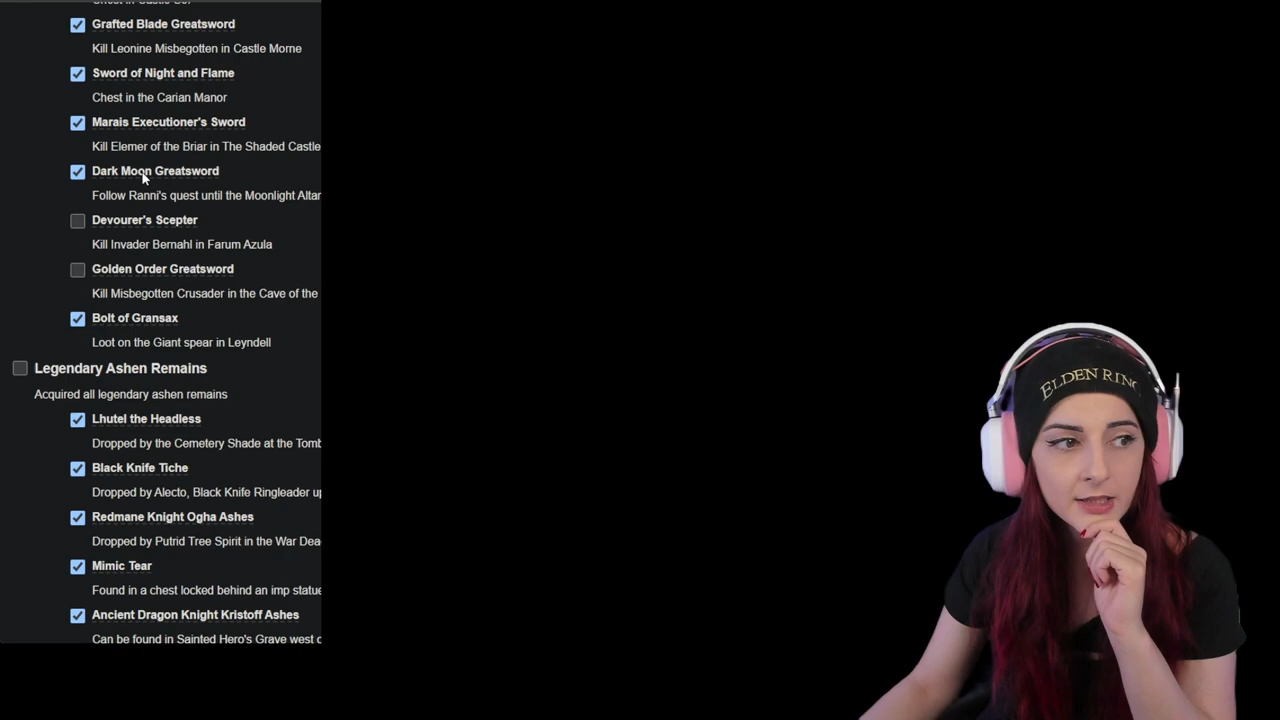 Grafted Blade Greatsword
Kill Leonine Misbegotten in Castle Morne
Sword of Night and Flame
Chest in the Carian Manor
Marais Executioner's Sword
Kill Elemer of the Briar in The Shaded Castle
Dark Moon Greatsword
Follow Ranni's quest until the Moonlight Altar
Devourer's Scepter
Kill Invader Bernahl in Farum Azula
Golden Order Greatsword
Kill Misbegotten Crusader in the Cave of the
Bolt of Gransax
Loot on the Giant spear in Leyndell
Legendary Ashen Remains
Acquired all legendary ashen remains
Lhutel the Headless
Dropped by the Cemetery Shade at the Tomb
Black Knife Tiche
Dropped by Alecto, Black Knife Ringleader up
Redmane Knight Ogha Ashes
Dropped by Putrid Tree Spirit in the War Dea
Mimic Tear
Found in a chest locked behind an imp statue
Ancient Dragon Knight Kristoff Ashes
Can be found in Sainted Hero's Grave west o
ELDEN RING